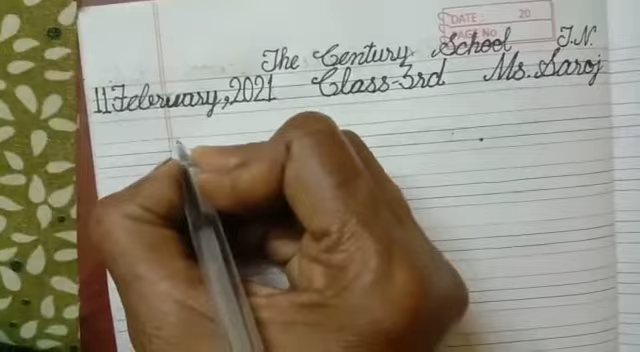 DATE : 20
PAGE NO
The Century School T.N.
11 February, 2021 Class-3rd Ms. Saroj